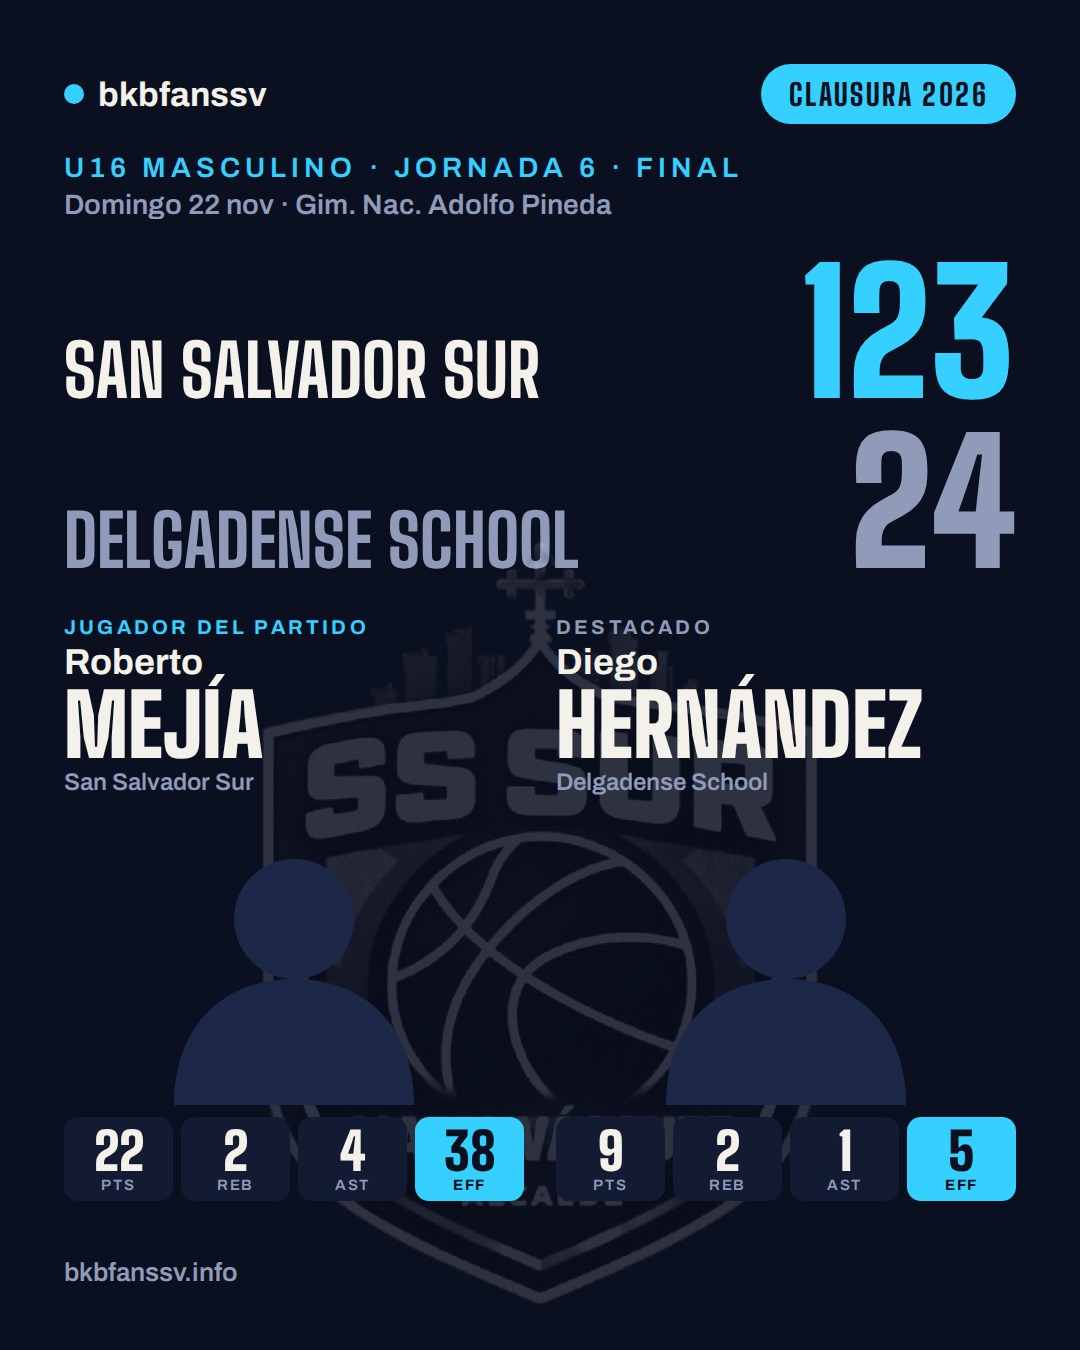 bkbfanssv
CLAUSURA 2026
U16 MASCULINO · JORNADA 6 · FINAL
Domingo 22 nov · Gim. Nac. Adolfo Pineda
SAN SALVADOR SUR 123
DELGADENSE SCHOOL 24
JUGADOR DEL PARTIDO
Roberto
MEJÍA
San Salvador Sur
DESTACADO
Diego
HERNÁNDEZ
Delgadense School
SS SUR
22 2 4 38
PTS REB AST EFF
9 2 1 5
PTS REB AST EFF
bkbfanssv.info